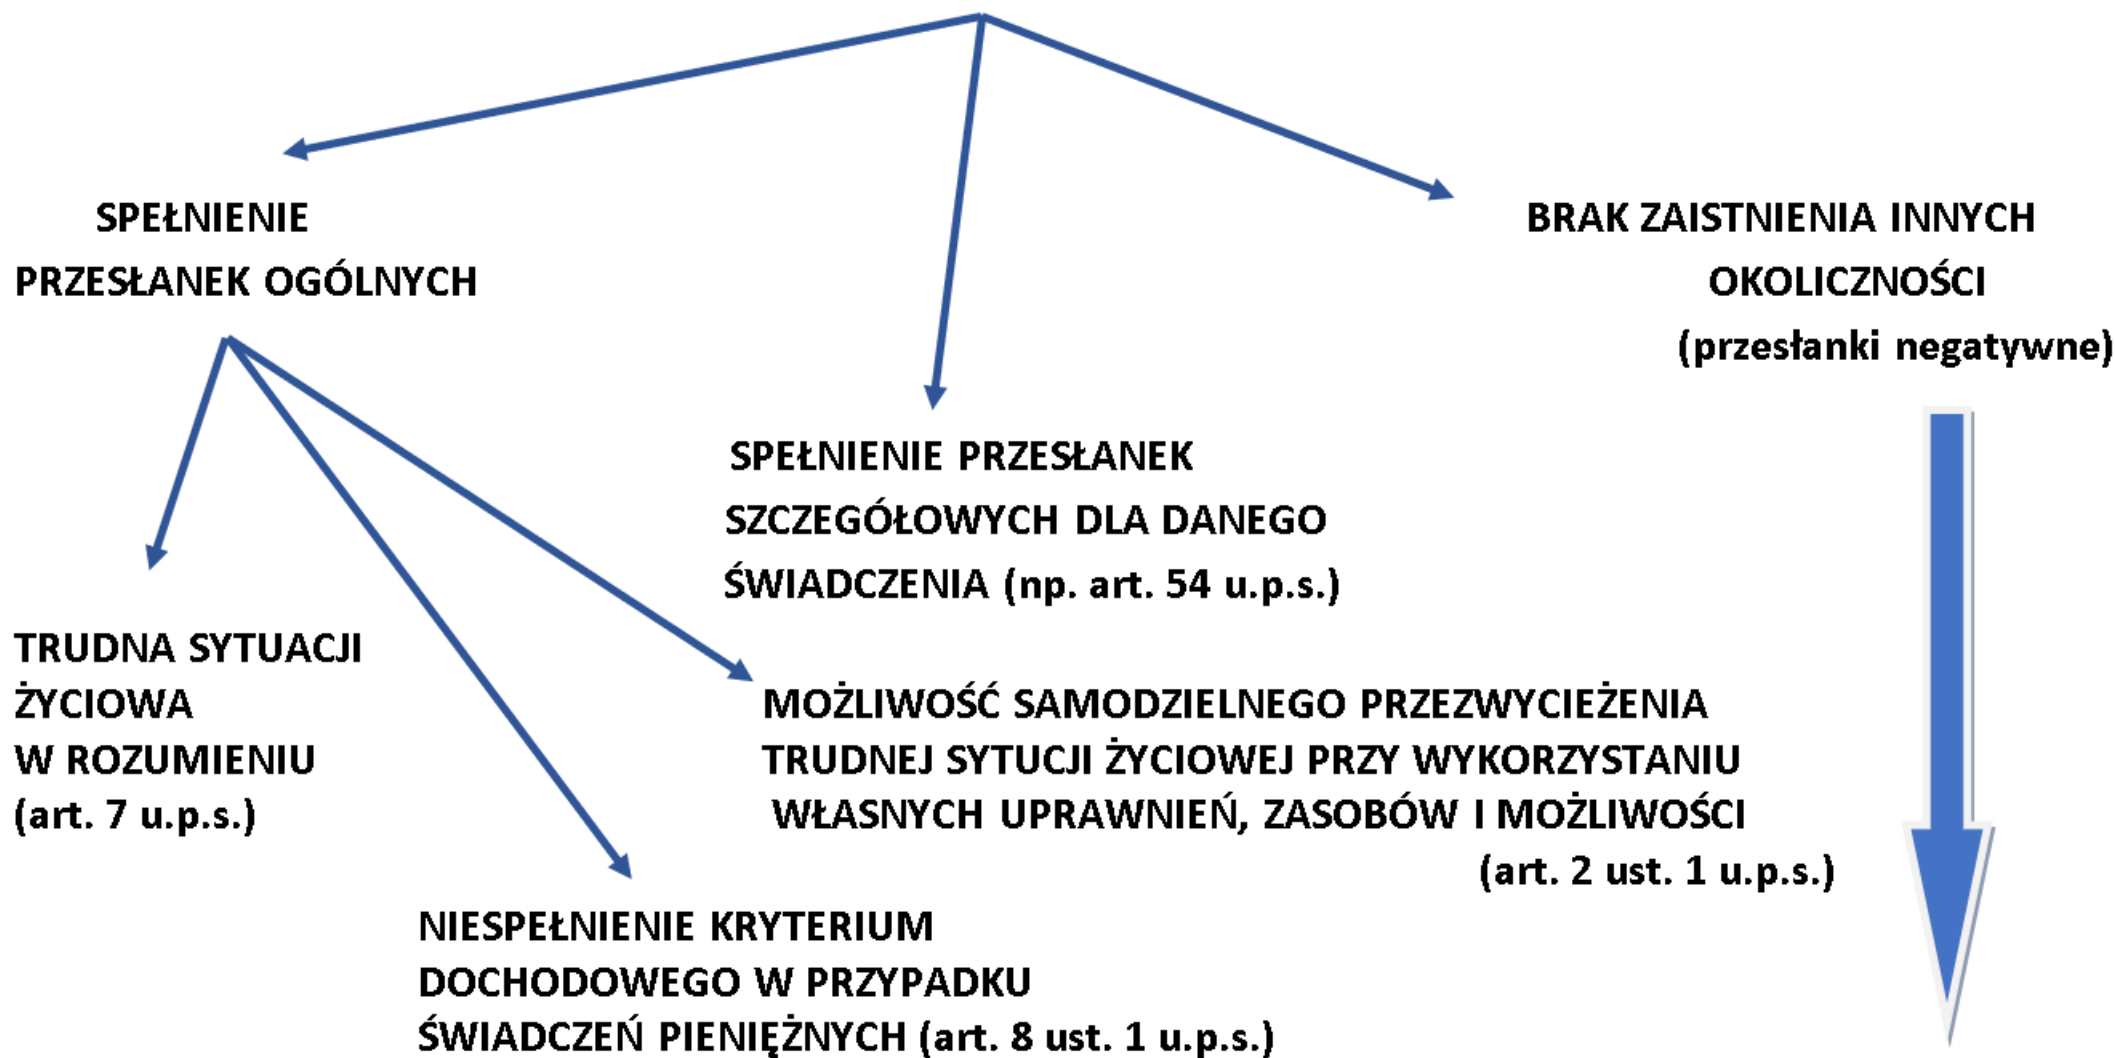 SPEŁNIENIE
PRZESŁANEK OGÓLNYCH
BRAK ZAISTNIENIA INNYCH
OKOLICZNOŚCI
(przesłanki negatywne)
SPEŁNIENIE PRZESŁANEK
SZCZEGÓŁOWYCH DLA DANEGO
ŚWIADCZENIA (np. art. 54 u.p.s.)
TRUDNA SYTUACJI
ŻYCIOWA
W ROZUMIENIU
(art. 7 u.p.s.)
MOŻLIWOŚĆ SAMODZIELNEGO PRZEZWYCIEŻENIA
TRUDNEJ SYTUCJI ŻYCIOWEJ PRZY WYKORZYSTANIU
WŁASNYCH UPRAWNIEŃ, ZASOBÓW I MOŻLIWOŚCI
(art. 2 ust. 1 u.p.s.)
NIESPEŁNIENIE KRYTERIUM
DOCHODOWEGO W PRZYPADKU
ŚWIADCZEŃ PIENIĘŻNYCH (art. 8 ust. 1 u.p.s.)